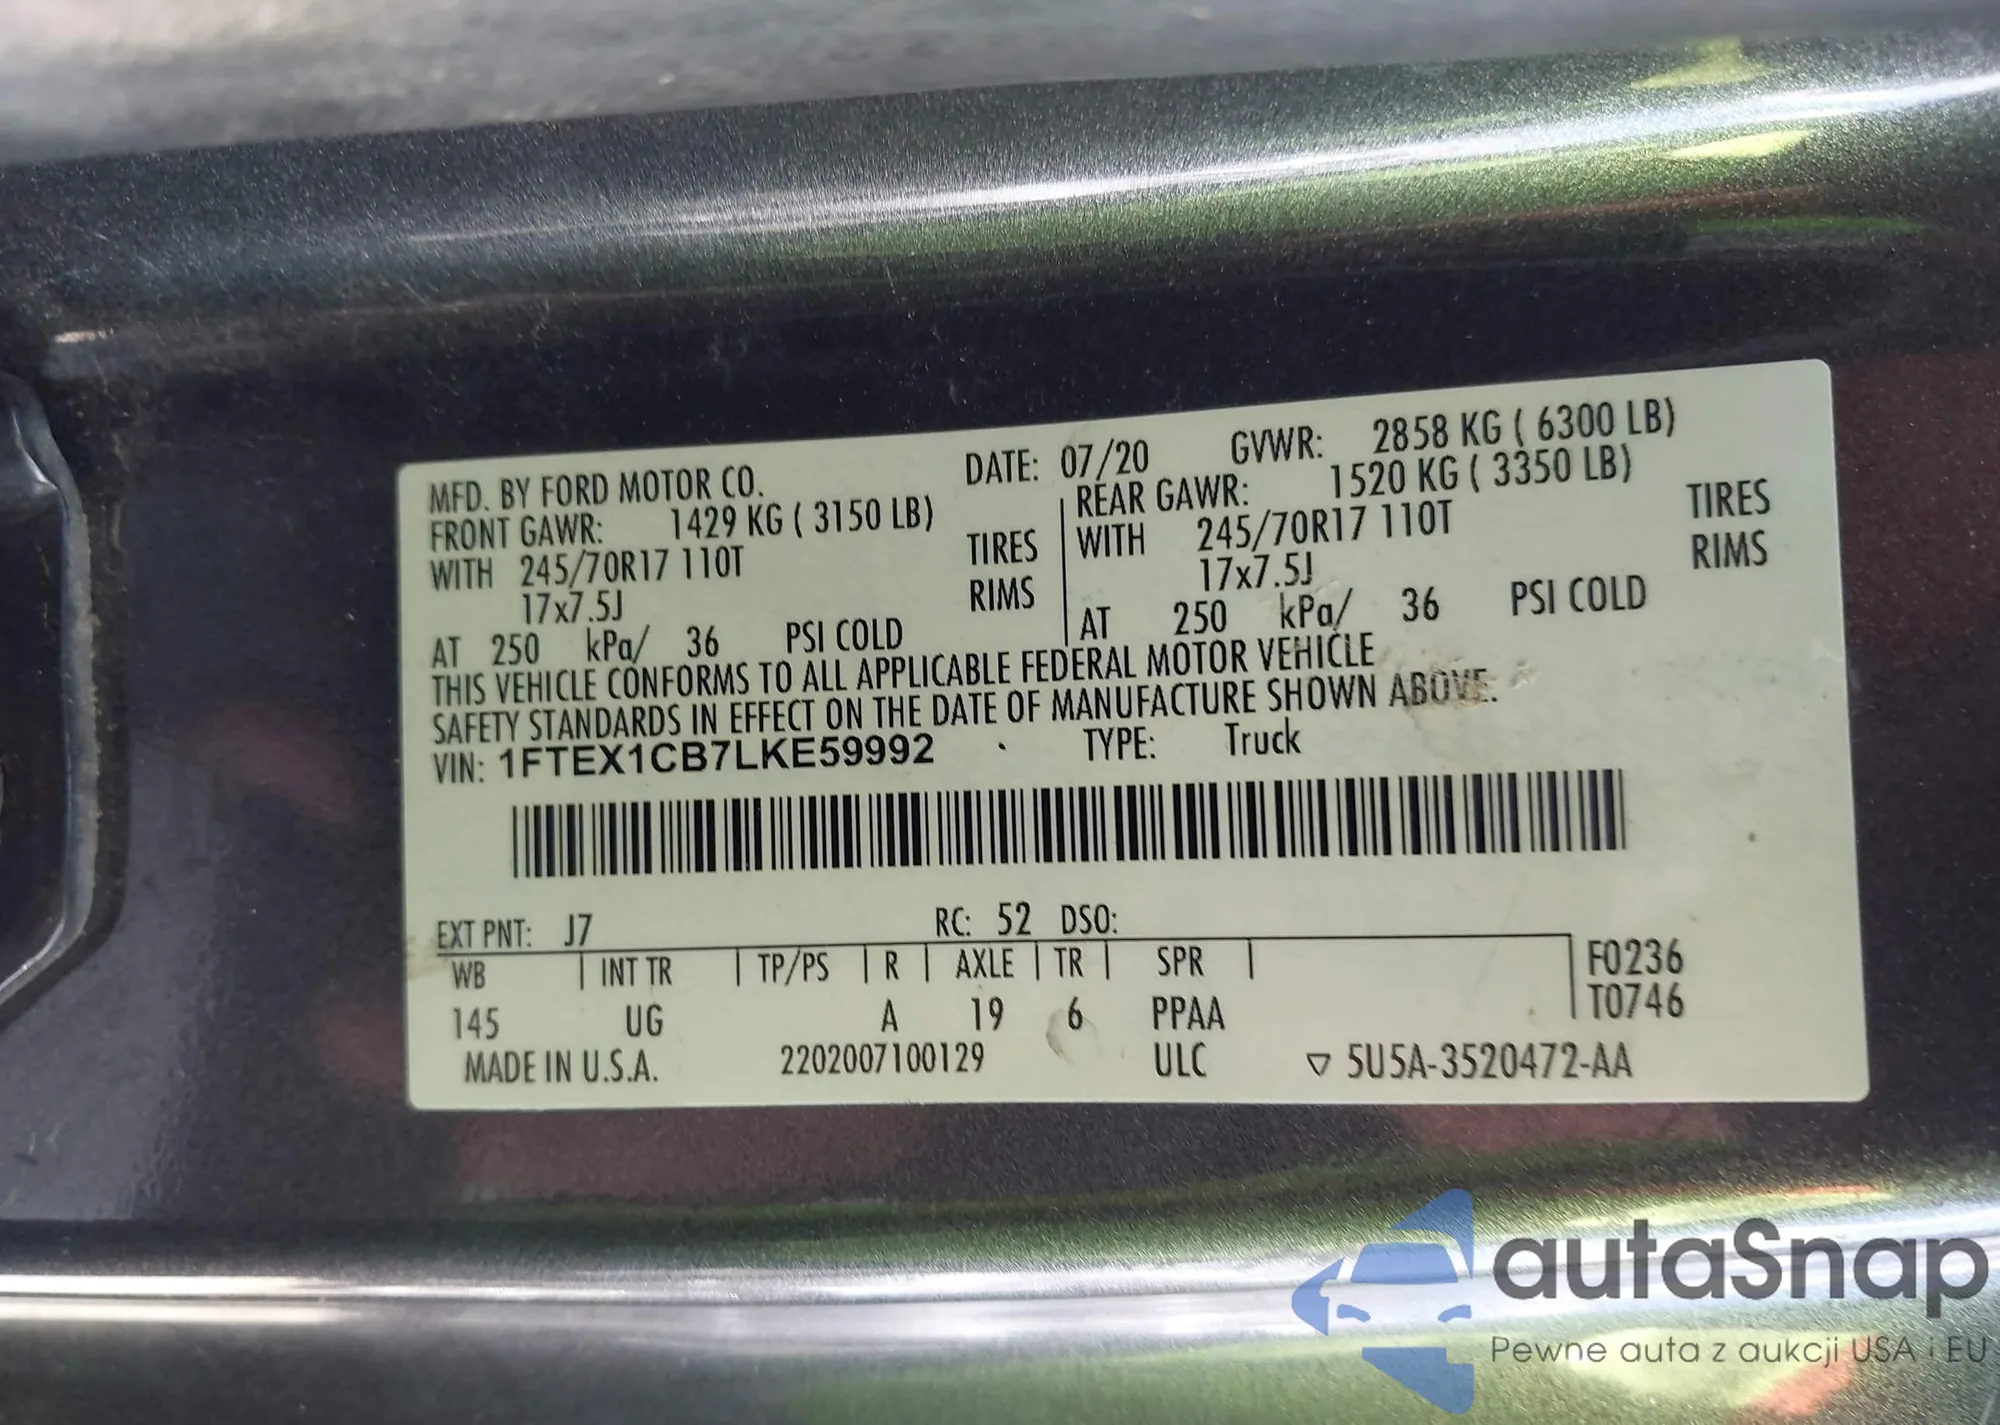 MFD. BY FORD MOTOR CO. DATE: 07/20 GVWR: 2858 KG ( 6300 LB)
FRONT GAWR: 1429 KG ( 3150 LB) REAR GAWR: 1520 KG ( 3350 LB)
WITH 245/70R17 110T TIRES WITH 245/70R17 110T TIRES
17x7.5J RIMS 17x7.5J RIMS
AT 250 kPa/ 36 PSI COLD AT 250 kPa/ 36 PSI COLD
THIS VEHICLE CONFORMS TO ALL APPLICABLE FEDERAL MOTOR VEHICLE
SAFETY STANDARDS IN EFFECT ON THE DATE OF MANUFACTURE SHOWN ABOVE.
VIN: 1FTEX1CB7LKE59992 TYPE: Truck
EXT PNT: J7 RC: 52 DSO:
WB INT TR TP/PS R AXLE TR SPR F0236
145 UG A 19 6 PPAA T0746
MADE IN U.S.A. 2202007100129 ULC ▽ 5U5A-3520472-AA
autaSnap
Pewne auta z aukcji USA i EU